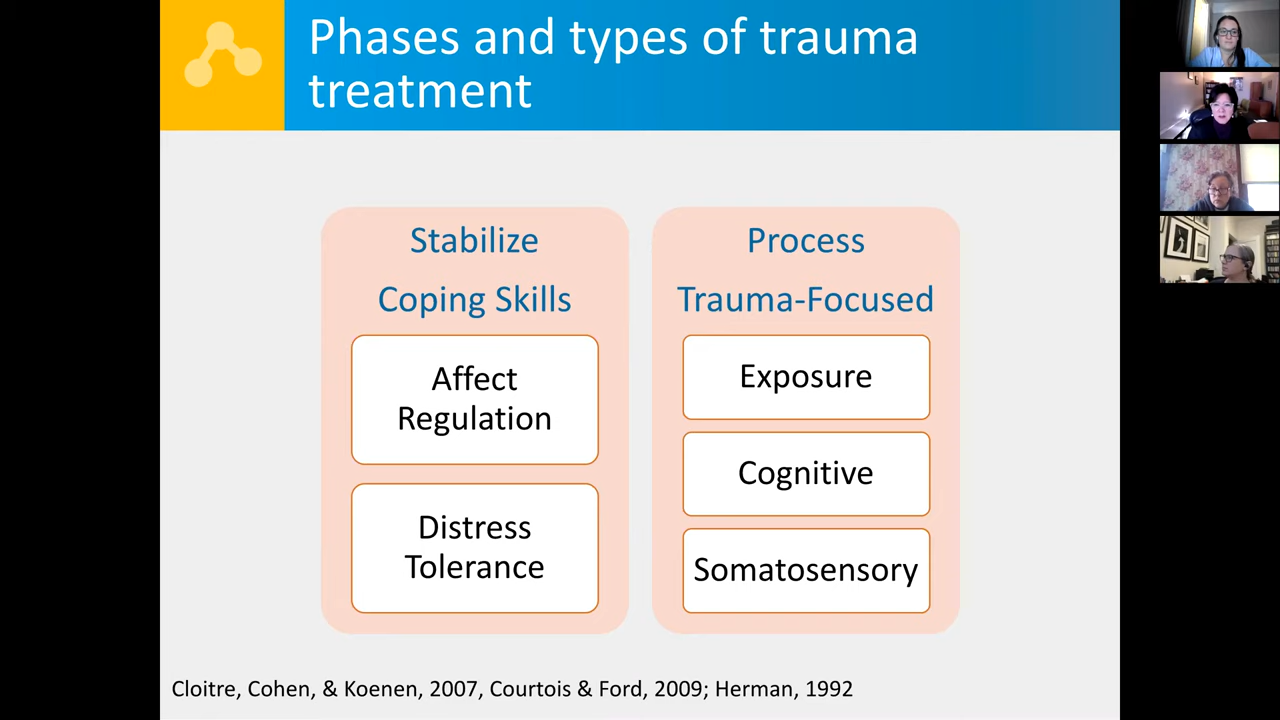 Phases and types of trauma
treatment
Stabilize
Coping Skills
Affect
Regulation
Distress
Tolerance
Process
Trauma-Focused
Exposure
Cognitive
Somatosensory
Cloitre, Cohen, & Koenen, 2007, Courtois & Ford, 2009; Herman, 1992